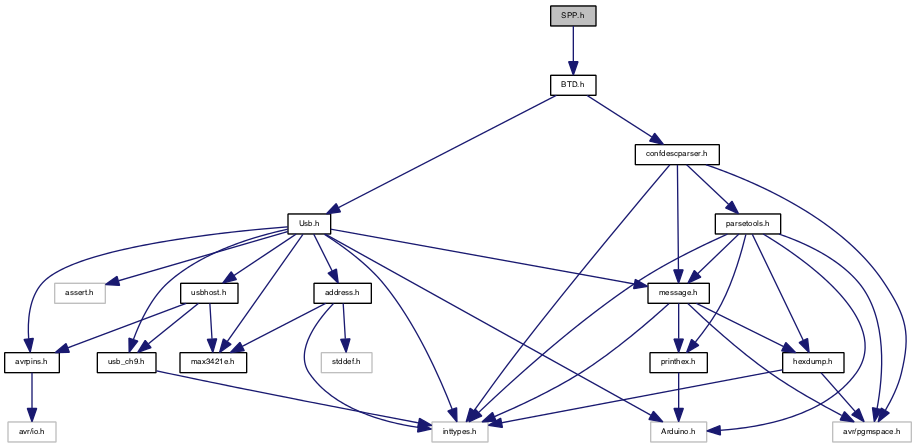 SPP.h
BTD.h
confdescparser.h
Usb.h
parsetools.h
assert.h
usbhost.h
address.h
message.h
avrpins.h
usb_ch9.h
max3421e.h
stddef.h
printhex.h
hexdump.h
avr/io.h
inttypes.h
Arduino.h
avr/pgmspace.h